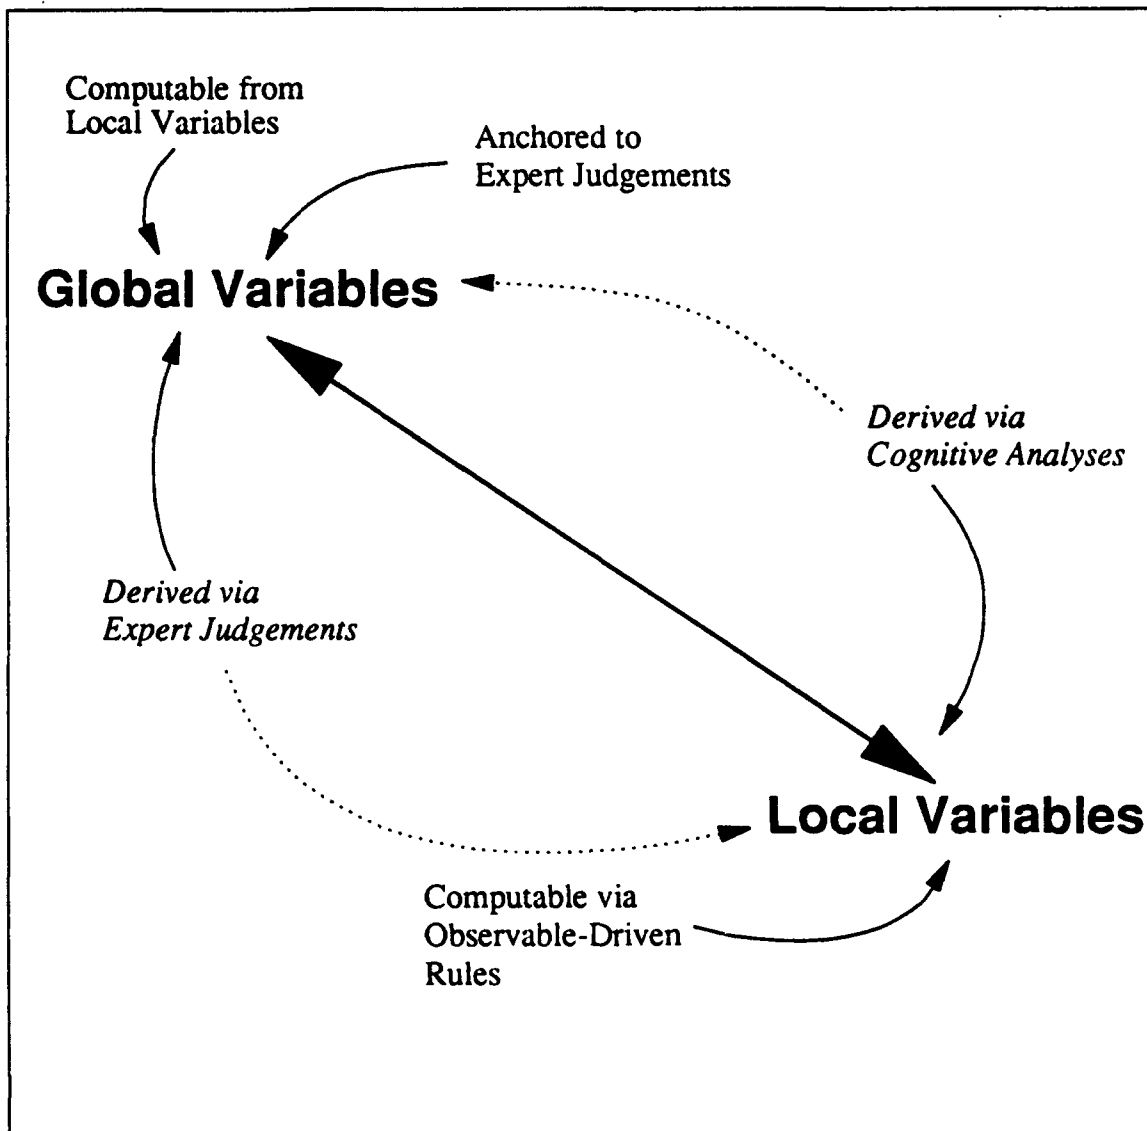 Computable from
Local Variables
Anchored to
Expert Judgements
Global Variables
Derived via
Cognitive Analyses
Derived via
Expert Judgements
Local Variables
Computable via
Observable-Driven
Rules